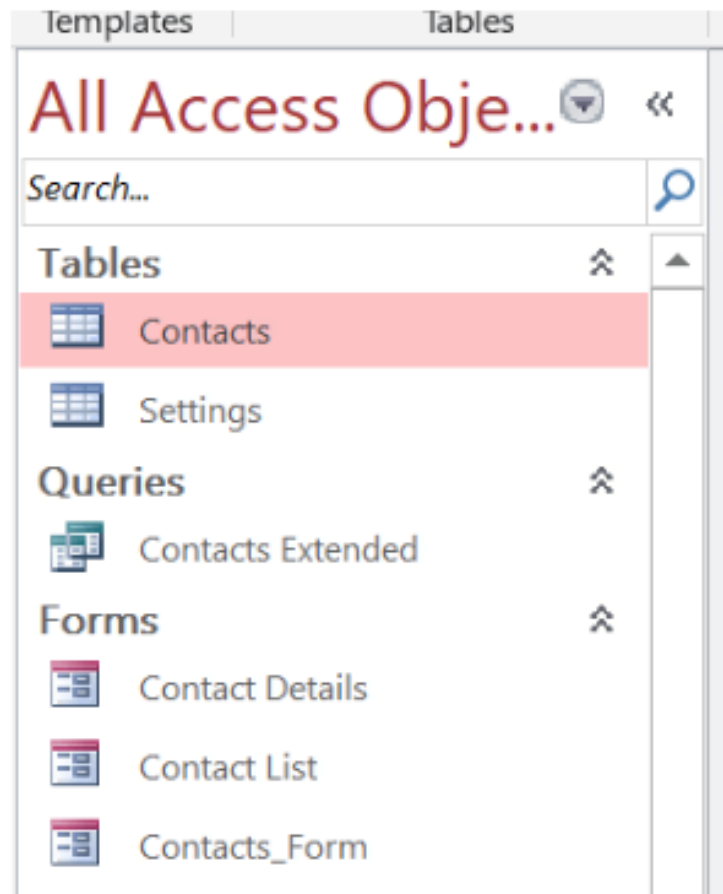 Templates Tables
All Access Obje...
Search...
Tables
Contacts
Settings
Queries
Contacts Extended
Forms
Contact Details
Contact List
Contacts_Form